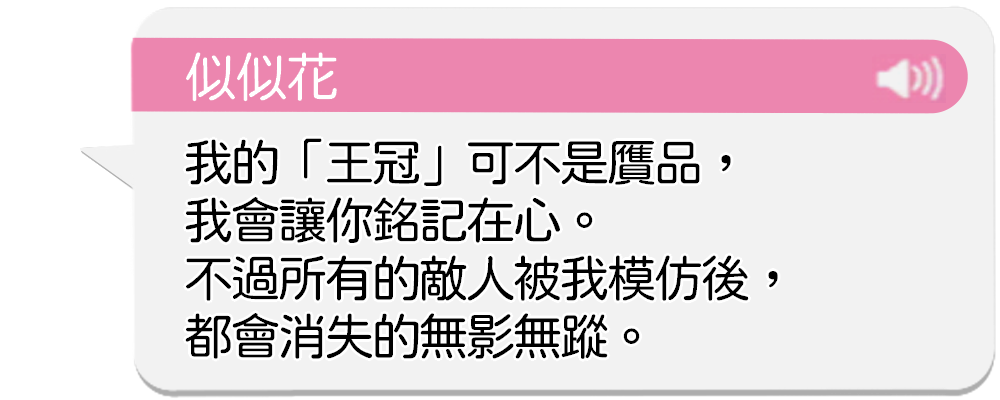 似似花
我的「王冠」可不是贗品，
我會讓你銘記在心。
不過所有的敵人被我模仿後，
都會消失的無影無蹤。